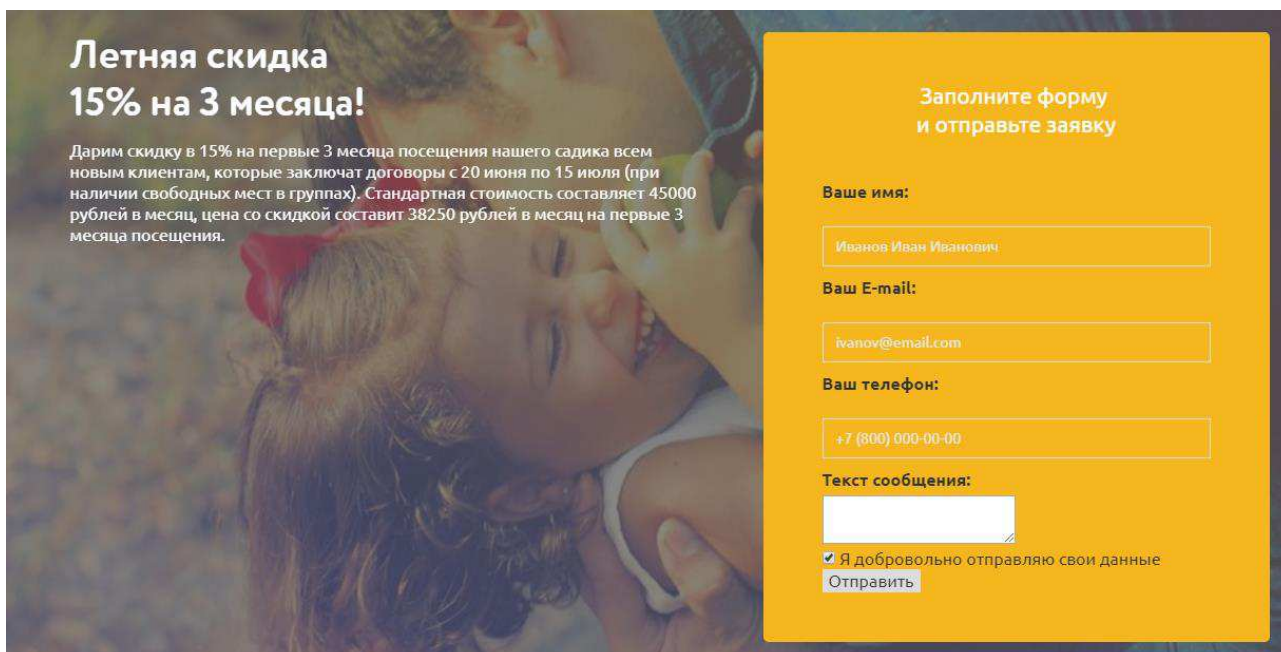 Летняя скидка
15% на 3 месяца!
Дарим скидку в 15% на первые 3 месяца посещения нашего садика всем
новым клиентам, которые заключат договоры с 20 июня по 15 июля (при
наличии свободных мест в группах). Стандартная стоимость составляет 45000
рублей в месяц, цена со скидкой составит 38250 рублей в месяц на первые 3
месяца посещения.
Заполните форму
и отправьте заявку
Ваше имя:
Иванов Иван Иванович
Ваш E-mail:
ivanov@email.com
Ваш телефон:
+7 (800) 000-00-00
Текст сообщения:
Я добровольно отправляю свои данные
Отправить